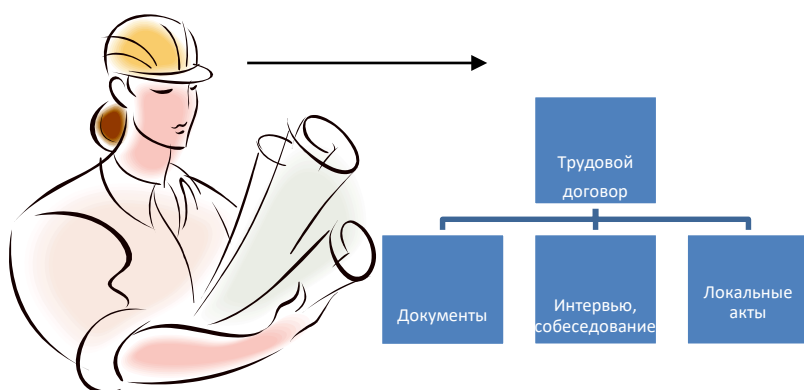 Трудовой
договор
Документы
Интервью,
собеседование
Локальные
акты